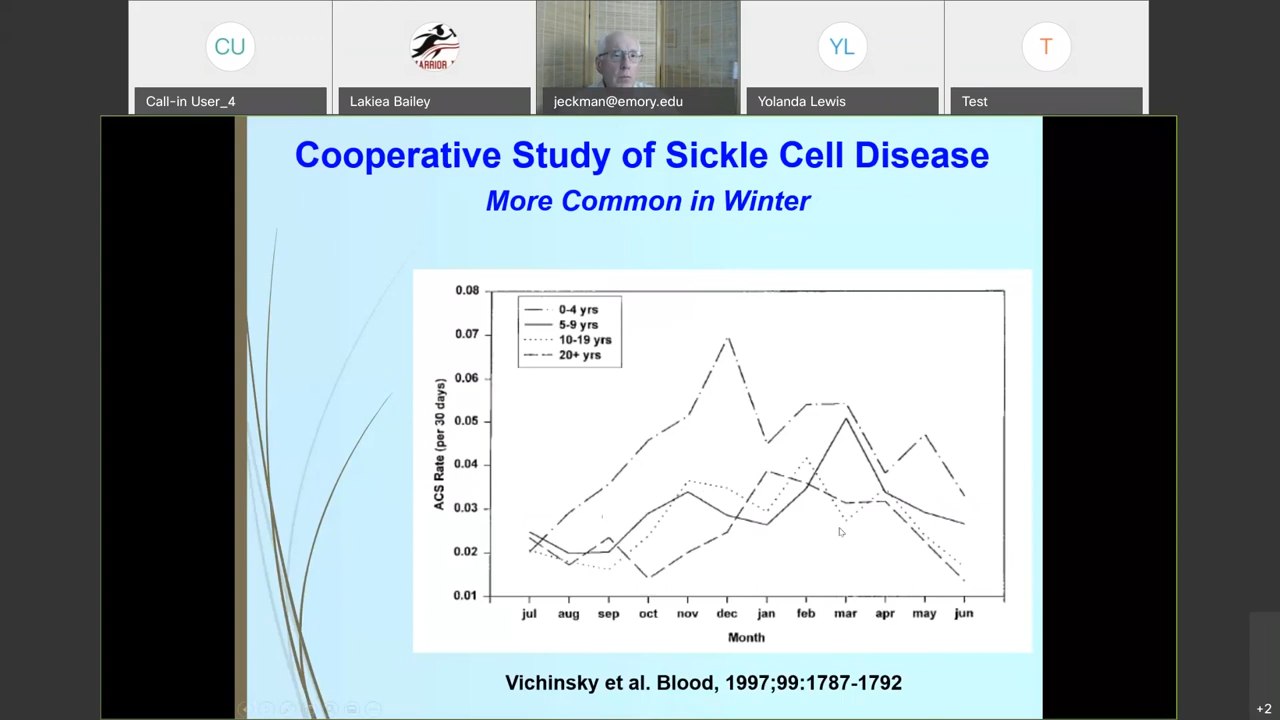 CU
YL
T
ARRIOR
Call-in User_4
Lakiea Bailey
jeckman@emory.edu
Yolanda Lewis
Test
Cooperative Study of Sickle Cell Disease
More Common in Winter
0.08
0.07
0.06
0.05
0.04
0.03
0.02
0.01
ACS Rate (per 30 days)
0-4 yrs
5-9 yrs
10-19 yrs
20+ yrs
jul aug sep oct nov dec jan feb mar apr may jun
Month
Vichinsky et al. Blood, 1997;99:1787-1792
+2